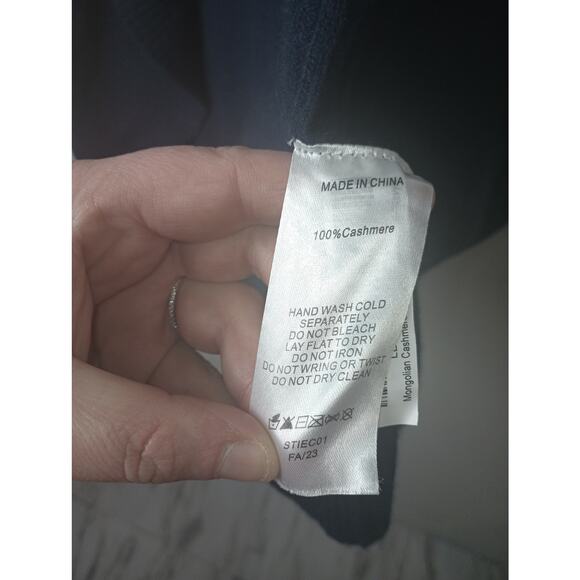 MADE IN CHINA
100%Cashmere
HAND WASH COLD
SEPARATELY
DO NOT BLEACH
LAY FLAT TO DRY
DO NOT IRON
DO NOT WRING OR TWIST
DO NOT DRY CLEAN
STIEC01
FA/23
Mongolian Cashmere